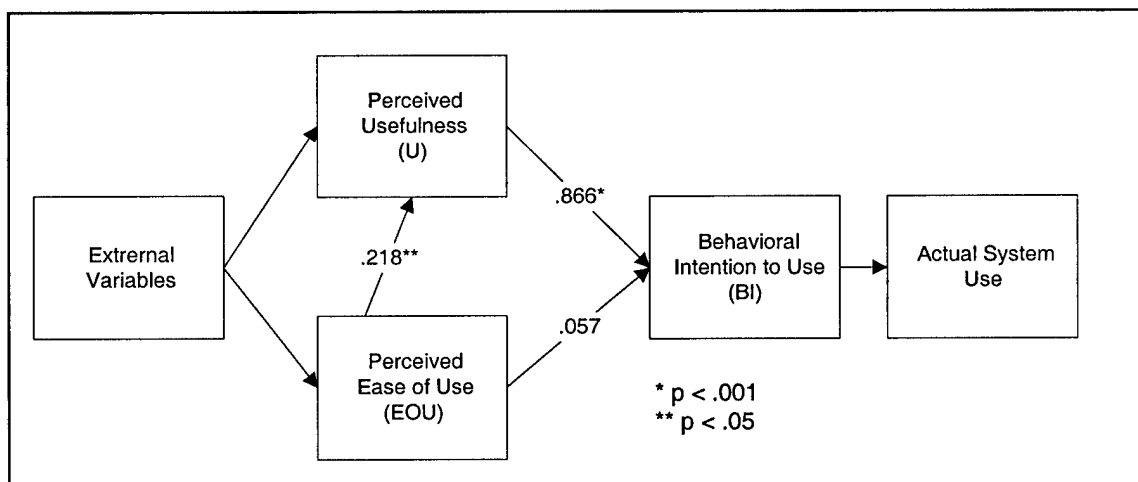 Perceived
Usefulness
(U)
.866*
Extrernal
Variables
.218**
Behavioral
Intention to Use
(BI)
Actual System
Use
.057
Perceived
Ease of Use
(EOU)
* p < .001
** p < .05